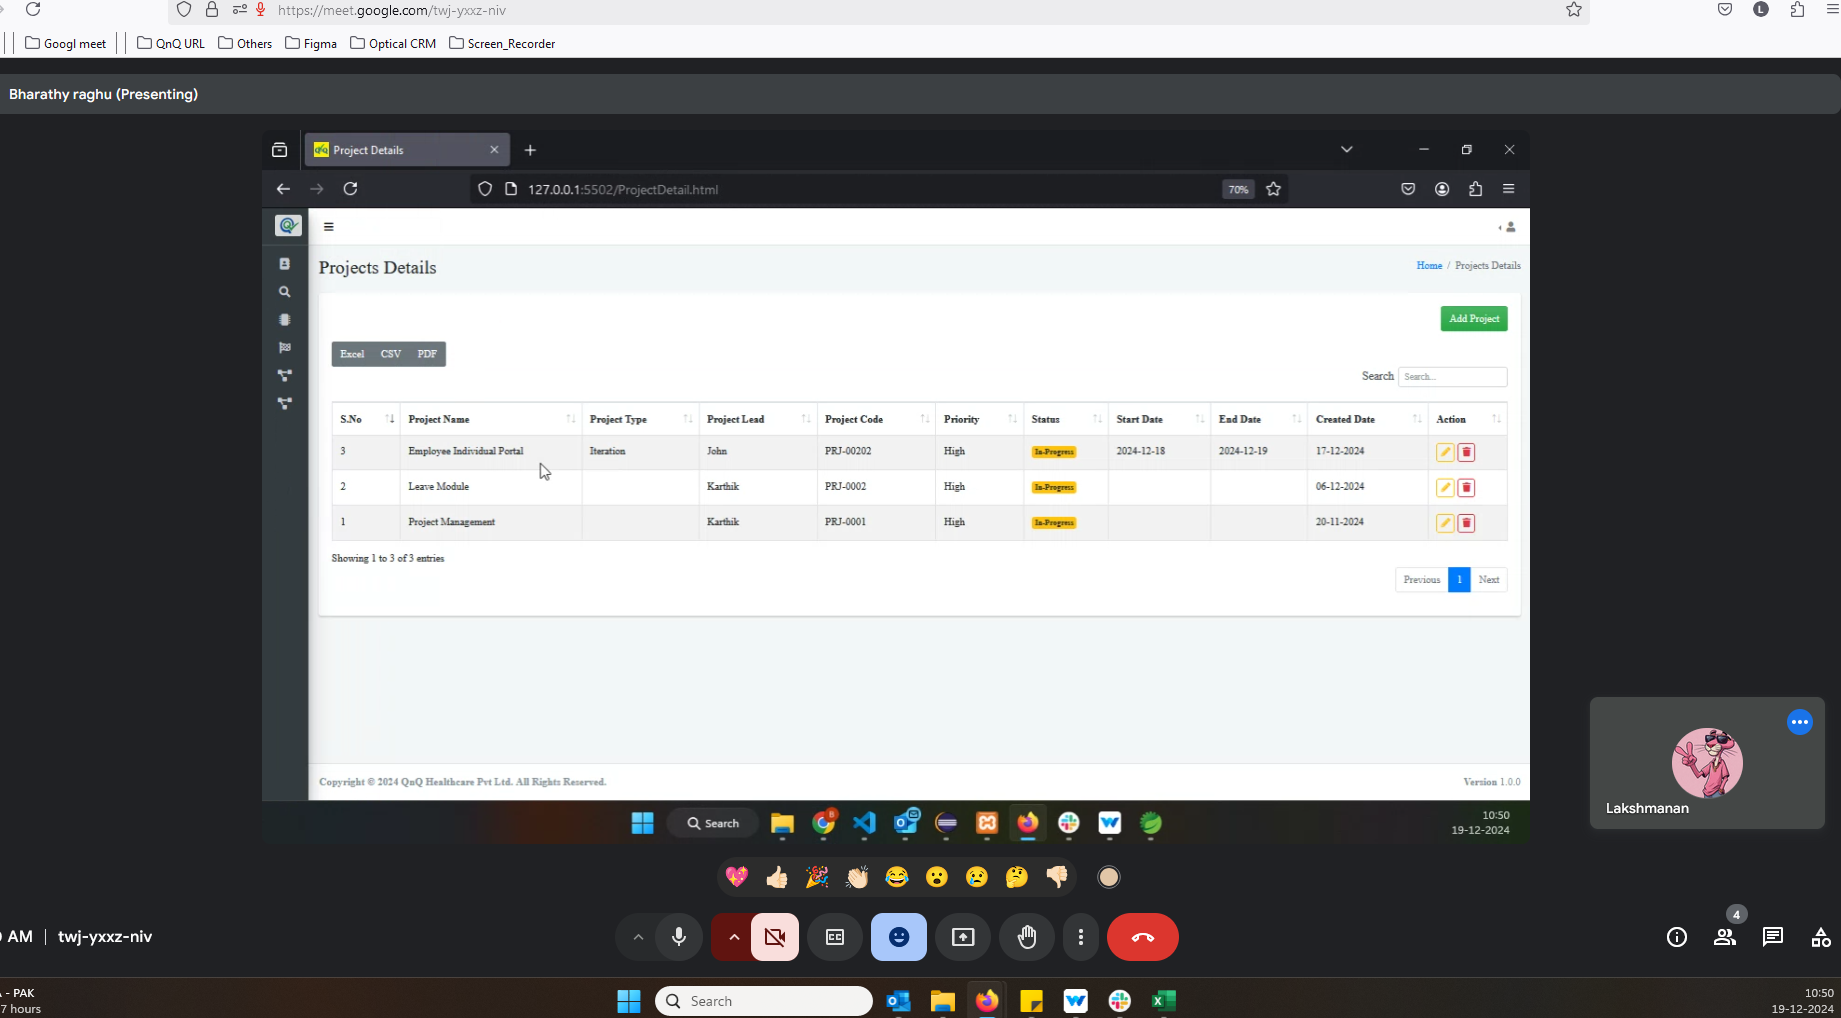 https://meet.google.com/twj-yxxz-niv
L
Googl meet
QnQ URL
Others
Figma
Optical CRM
Screen_Recorder
Bharathy raghu (Presenting)
Project Details
127.0.0.1:5502/ProjectDetail.html
70%
Projects Details
Home / Projects Details
Add Project
Excel CSV PDF
Search Search...
S.No Project Name Project Type Project Lead Project Code Priority Status Start Date End Date Created Date Action
3 Employee Individual Portal Iteration John PRJ-00202 High In-Progress 2024-12-18 2024-12-19 17-12-2024
2 Leave Module Karthik PRJ-0002 High In-Progress 06-12-2024
1 Project Management Karthik PRJ-0001 High In-Progress 20-11-2024
Showing 1 to 3 of 3 entries
Previous 1 Next
Copyright © 2024 QnQ Healthcare Pvt Ltd. All Rights Reserved.
Version 1.0.0
Search
10:50
19-12-2024
Lakshmanan
AM | twj-yxxz-niv
4
- PAK
7 hours
Search
10:50
19-12-2024